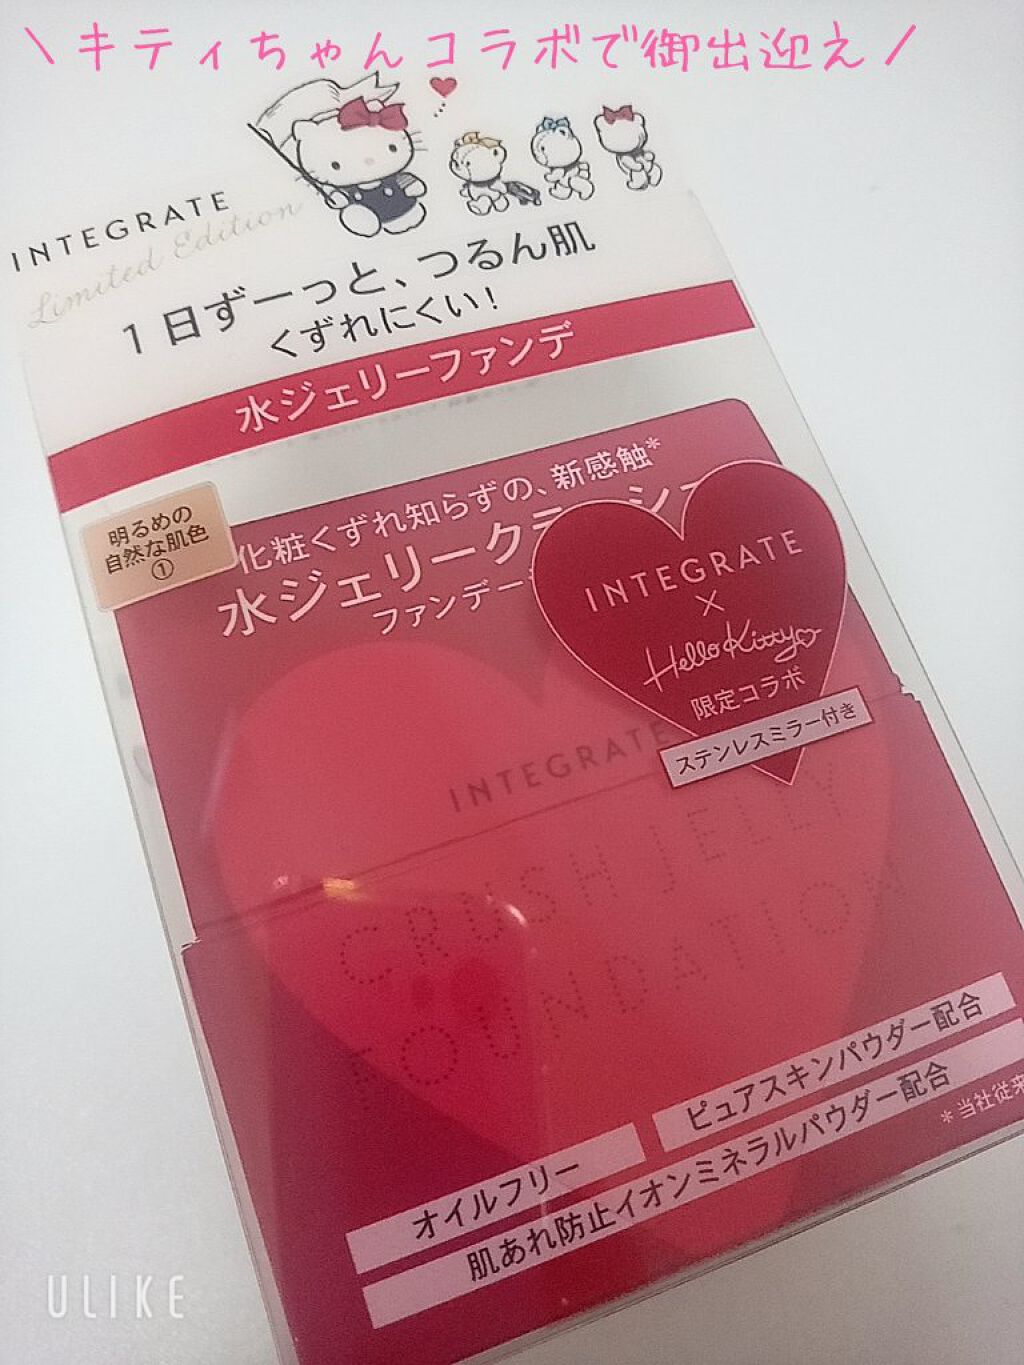 \ キティちゃんコラボで御出迎え /
INTEGRATE
Limited Edition
1日ずーっと、つるん肌
くずれにくい!
水ジェリーファンデ
明るめの
自然な肌色
①
化粧くずれ知らずの、新感触*
水ジェリークラッシュ
ファンデー
INTEGRATE
×
Hello Kitty
限定コラボ
ステンレスミラー付き
INTEGRATE
CRUSH JELLY
FOUNDATION
オイルフリー
ピュアスキンパウダー配合
肌あれ防止イオンミネラルパウダー配合
*当社従来
ULIKE